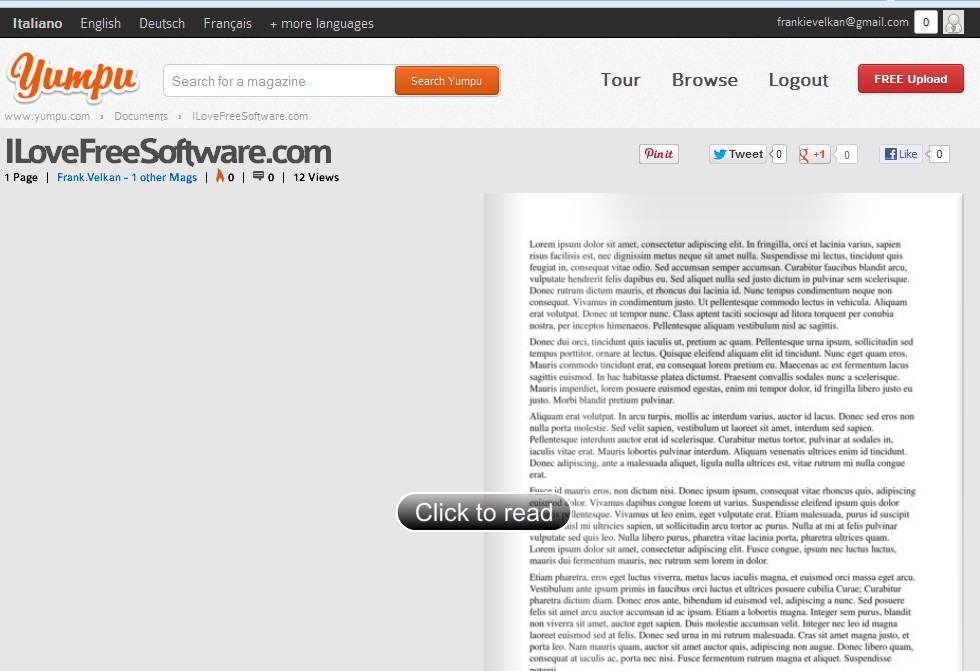 Italiano English Deutsch Français + more languages frankievelkan@gmail.com 0
Yumpu Search for a magazine Search Yumpu Tour Browse Logout FREE Upload
www.yumpu.com › Documents › ILoveFreeSoftware.com
ILoveFreeSoftware.com
Pin it Tweet 0 g +1 0 Like 0
1 Page | Frank.Velkan - 1 other Mags | 0 | 0 | 12 Views
Lorem ipsum dolor sit amet, consectetur adipiscing elit. In fringilla, orci et lacinia varius, sapien
risus facilisis est, nec dignissim metus neque sit amet nulla. Suspendisse mi lectus, tincidunt quis
feugiat in, consequat vitae odio. Sed accumsan semper accumsan. Curabitur faucibus blandit arcu,
vulputate hendrerit felis dapibus eu. Sed aliquet nulla sed justo dictum in pulvinar sem scelerisque.
Donec rutrum dictum mauris, et rhoncus dui lacinia id. Nunc tempus condimentum neque non
consequat. Vivamus in condimentum justo. Ut pellentesque commodo lectus in vehicula. Aliquam
erat volutpat. Donec ut tempor nunc. Class aptent taciti sociosqu ad litora torquent per conubia
nostra, per inceptos himenaeos. Pellentesque aliquam vestibulum nisl ac sagittis.
Donec dui orci, tincidunt quis iaculis ut, pretium ac quam. Pellentesque urna ipsum, sollicitudin sed
tempus porttitor, ornare at lectus. Quisque eleifend aliquam elit id tincidunt. Nunc eget quam eros.
Mauris commodo tincidunt erat, eu consequat lorem pretium eu. Maecenas ac est fermentum lacus
sagittis euismod. In hac habitasse platea dictumst. Praesent convallis sodales nunc a scelerisque.
Mauris imperdiet, lorem posuere euismod egestas, enim mi tempor dolor, id fringilla libero justo eu
justo. Morbi blandit pretium pulvinar.
Aliquam erat volutpat. In arcu turpis, mollis ac interdum varius, auctor id lacus. Donec sed eros non
nulla porta molestie. Sed velit sapien, vestibulum ut laoreet sit amet, interdum sed sapien.
Pellentesque interdum auctor erat id scelerisque. Curabitur metus tortor, pulvinar at sodales in,
iaculis vitae erat. Mauris lobortis pulvinar interdum. Aliquam venenatis ultrices enim id tincidunt.
Donec adipiscing, ante a malesuada aliquet, ligula nulla ultrices est, vitae rutrum mi nulla congue
erat.
Fusce id mauris eros, non dictum nisi. Donec ipsum ipsum, consequat vitae rhoncus quis, adipiscing
euismod dolor. Vivamus dapibus congue lorem ut varius. Suspendisse eleifend ipsum quis dolor
Click to read
pellentesque. Vivamus ut leo enim, eget vulputate erat. Etiam malesuada, purus id suscipit
nisl mi ultricies sapien, ut sollicitudin arcu tortor ac purus. Nulla at mi at felis pulvinar
vulputate sed quis leo. Nulla libero purus, pharetra vitae lacinia porta, pharetra ultrices quam.
Lorem ipsum dolor sit amet, consectetur adipiscing elit. Fusce congue, ipsum nec luctus luctus,
mauris dui fermentum mauris, nec rutrum sem lorem in dolor.
Etiam pharetra, eros eget luctus viverra, metus lacus iaculis magna, et euismod orci massa eget arcu.
Vestibulum ante ipsum primis in faucibus orci luctus et ultrices posuere cubilia Curae; Curabitur
pharetra dictum diam. Donec eros ante, bibendum id euismod vel, adipiscing a nunc. Sed posuere
felis sit amet arcu auctor accumsan id ac ipsum. Etiam a lobortis magna. Integer sem purus, blandit
non viverra sit amet, auctor eget sapien. Duis molestie accumsan velit. Integer nec leo id magna
laoreet euismod sed at felis. Donec sed urna in mi rutrum malesuada. Cras sit amet magna justo, et
porta leo. Nam mauris quam, auctor sit amet auctor quis, adipiscing non augue. Donec libero quam,
consequat at iaculis ac, porta nec turpis. Fusce fermentum rutrum magna et aliquet. Suspendisse
potenti.